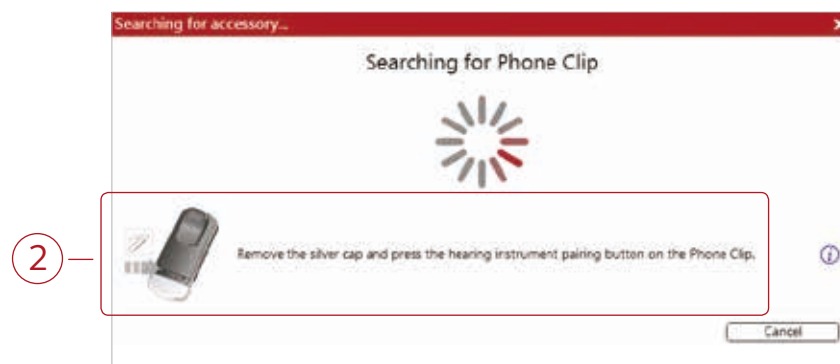 Searching for accessory...
Searching for Phone Clip
2
Remove the silver cap and press the hearing instrument pairing button on the Phone Clip.
Cancel